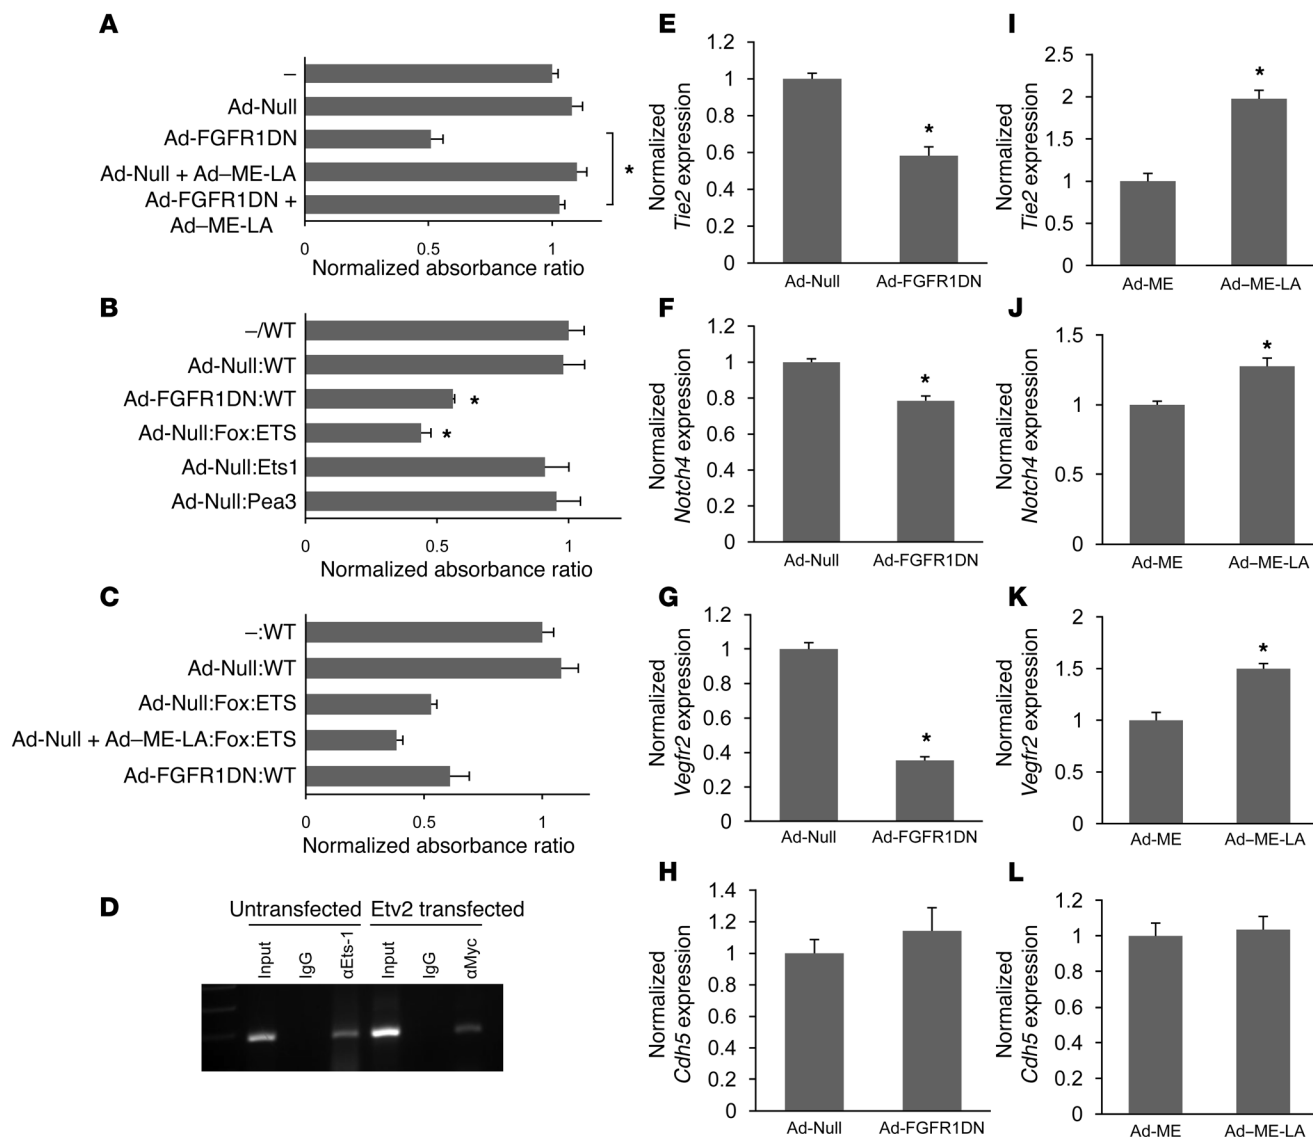 A
–
Ad-Null
Ad-FGFR1DN
Ad-Null + Ad–ME-LA
Ad-FGFR1DN +
Ad–ME-LA
*
0 0.5 1
Normalized absorbance ratio
B
–/WT
Ad-Null:WT
Ad-FGFR1DN:WT
*
Ad-Null:Fox:ETS
*
Ad-Null:Ets1
Ad-Null:Pea3
0 0.5 1
Normalized absorbance ratio
C
–:WT
Ad-Null:WT
Ad-Null:Fox:ETS
Ad-Null + Ad–ME-LA:Fox:ETS
Ad-FGFR1DN:WT
0 0.5 1
Normalized absorbance ratio
D
Untransfected Etv2 transfected
Input IgG αEts-1 Input IgG αMyc
E
Normalized
Tie2 expression
1.2
1
0.8
0.6
0.4
0.2
0
*
Ad-Null Ad-FGFR1DN
F
Normalized
Notch4 expression
1.2
1
0.8
0.6
0.4
0.2
0
*
Ad-Null Ad-FGFR1DN
G
Normalized
Vegfr2 expression
1.2
1
0.8
0.6
0.4
0.2
0
*
Ad-Null Ad-FGFR1DN
H
Normalized
Cdh5 expression
1.4
1.2
1
0.8
0.6
0.4
0.2
0
Ad-Null Ad-FGFR1DN
I
Normalized
Tie2 expression
2.5
2
1.5
1
0.5
0
*
Ad-ME Ad–ME-LA
J
Normalized
Notch4 expression
1.5
1
0.5
0
*
Ad-ME Ad–ME-LA
K
Normalized
Vegfr2 expression
2
1.5
1
0.5
0
*
Ad-ME Ad–ME-LA
L
Normalized
Cdh5 expression
1.2
1
0.8
0.6
0.4
0.2
0
Ad-ME Ad–ME-LA